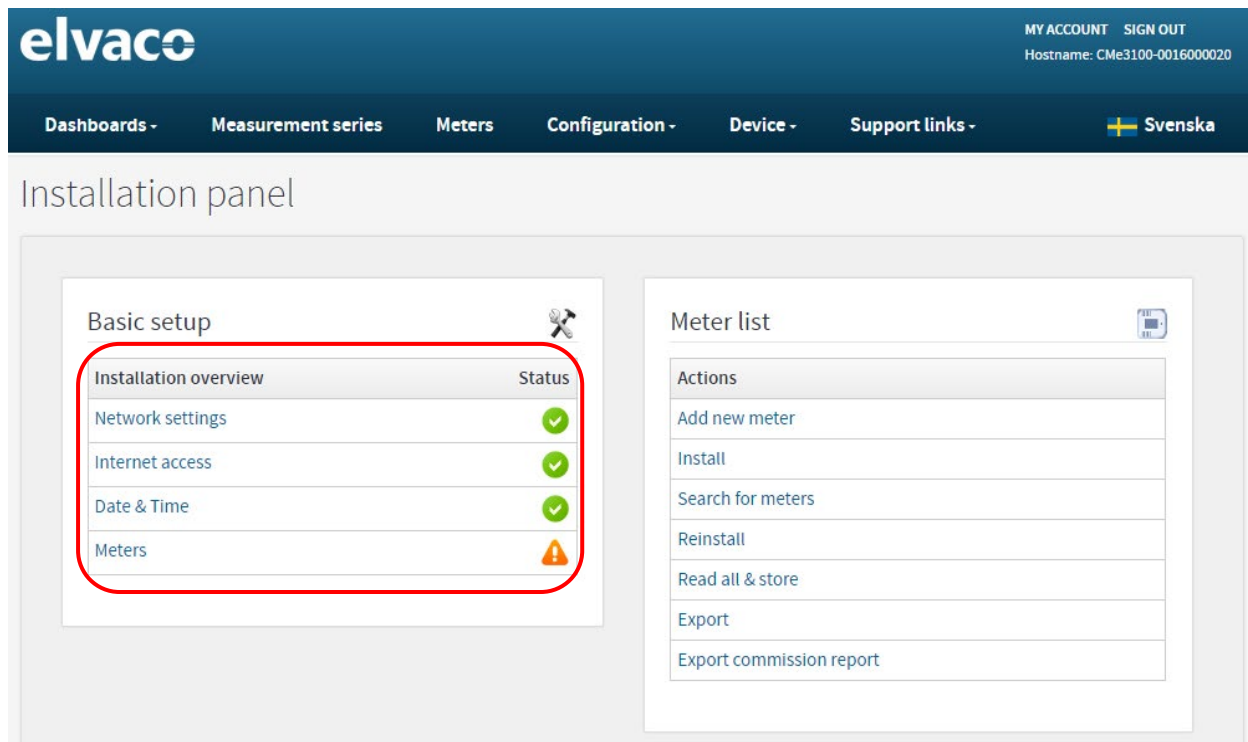 elvaco
MY ACCOUNT SIGN OUT
Hostname: CMe3100-0016000020
Dashboards Measurement series Meters Configuration Device Support links Svenska
Installation panel
Basic setup
Installation overview Status
Network settings
Internet access
Date & Time
Meters
Meter list
Actions
Add new meter
Install
Search for meters
Reinstall
Read all & store
Export
Export commission report